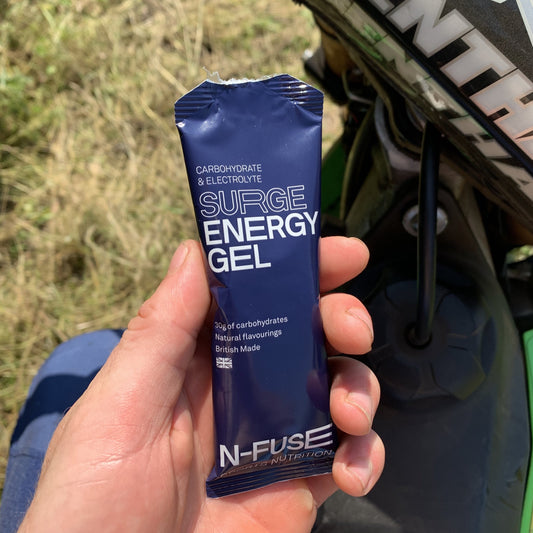 CARBOHYDRATE
& ELECTROLYTE
SURGE
ENERGY
GEL
30g of carbohydrates
Natural flavourings
British Made
N-FUSE
SPORTS NUTRITION